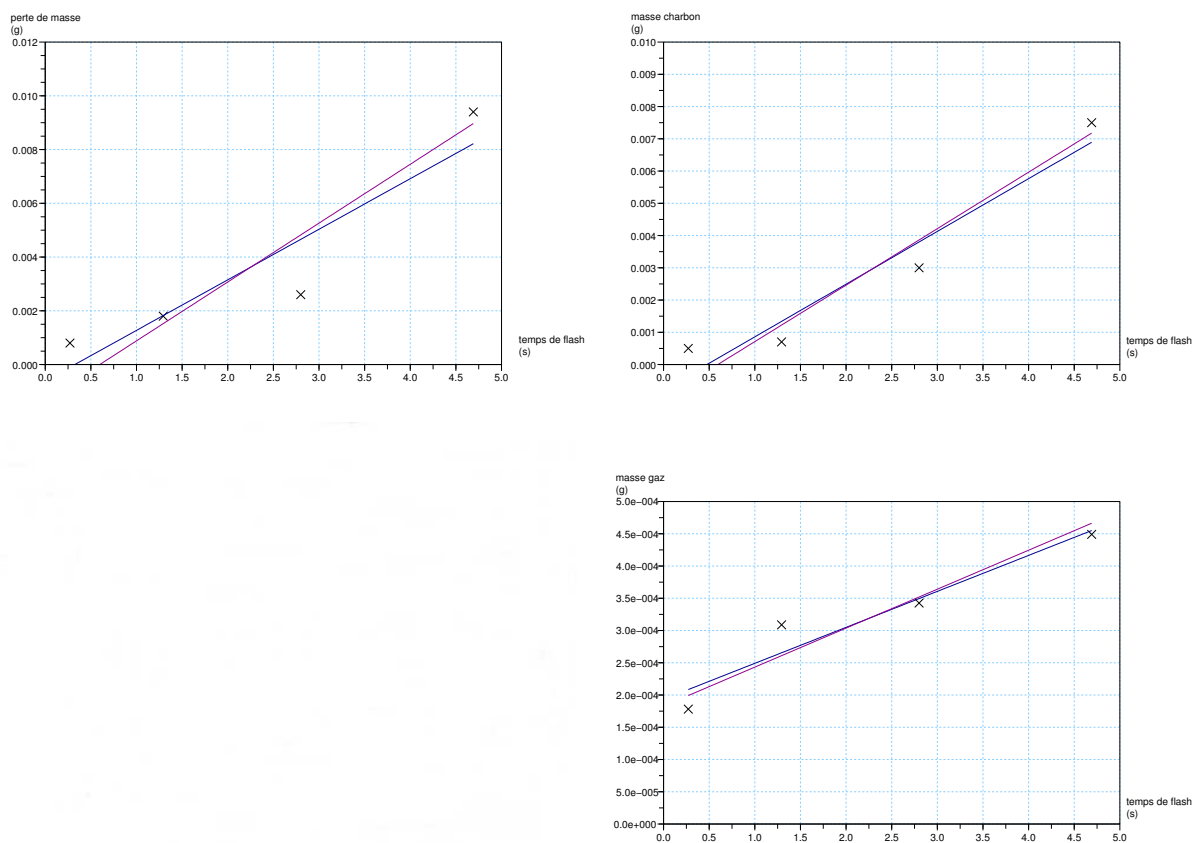 perte de masse
(g)
0.012
0.010
0.008
0.006
0.004
0.002
0.000
0.0 0.5 1.0 1.5 2.0 2.5 3.0 3.5 4.0 4.5 5.0
temps de flash
(s)
masse charbon
(g)
0.010
0.009
0.008
0.007
0.006
0.005
0.004
0.003
0.002
0.001
0.000
0.0 0.5 1.0 1.5 2.0 2.5 3.0 3.5 4.0 4.5 5.0
temps de flash
(s)
masse gaz
(g)
5.0e−004
4.5e−004
4.0e−004
3.5e−004
3.0e−004
2.5e−004
2.0e−004
1.5e−004
1.0e−004
5.0e−005
0.0e+000
0.0 0.5 1.0 1.5 2.0 2.5 3.0 3.5 4.0 4.5 5.0
temps de flash
(s)